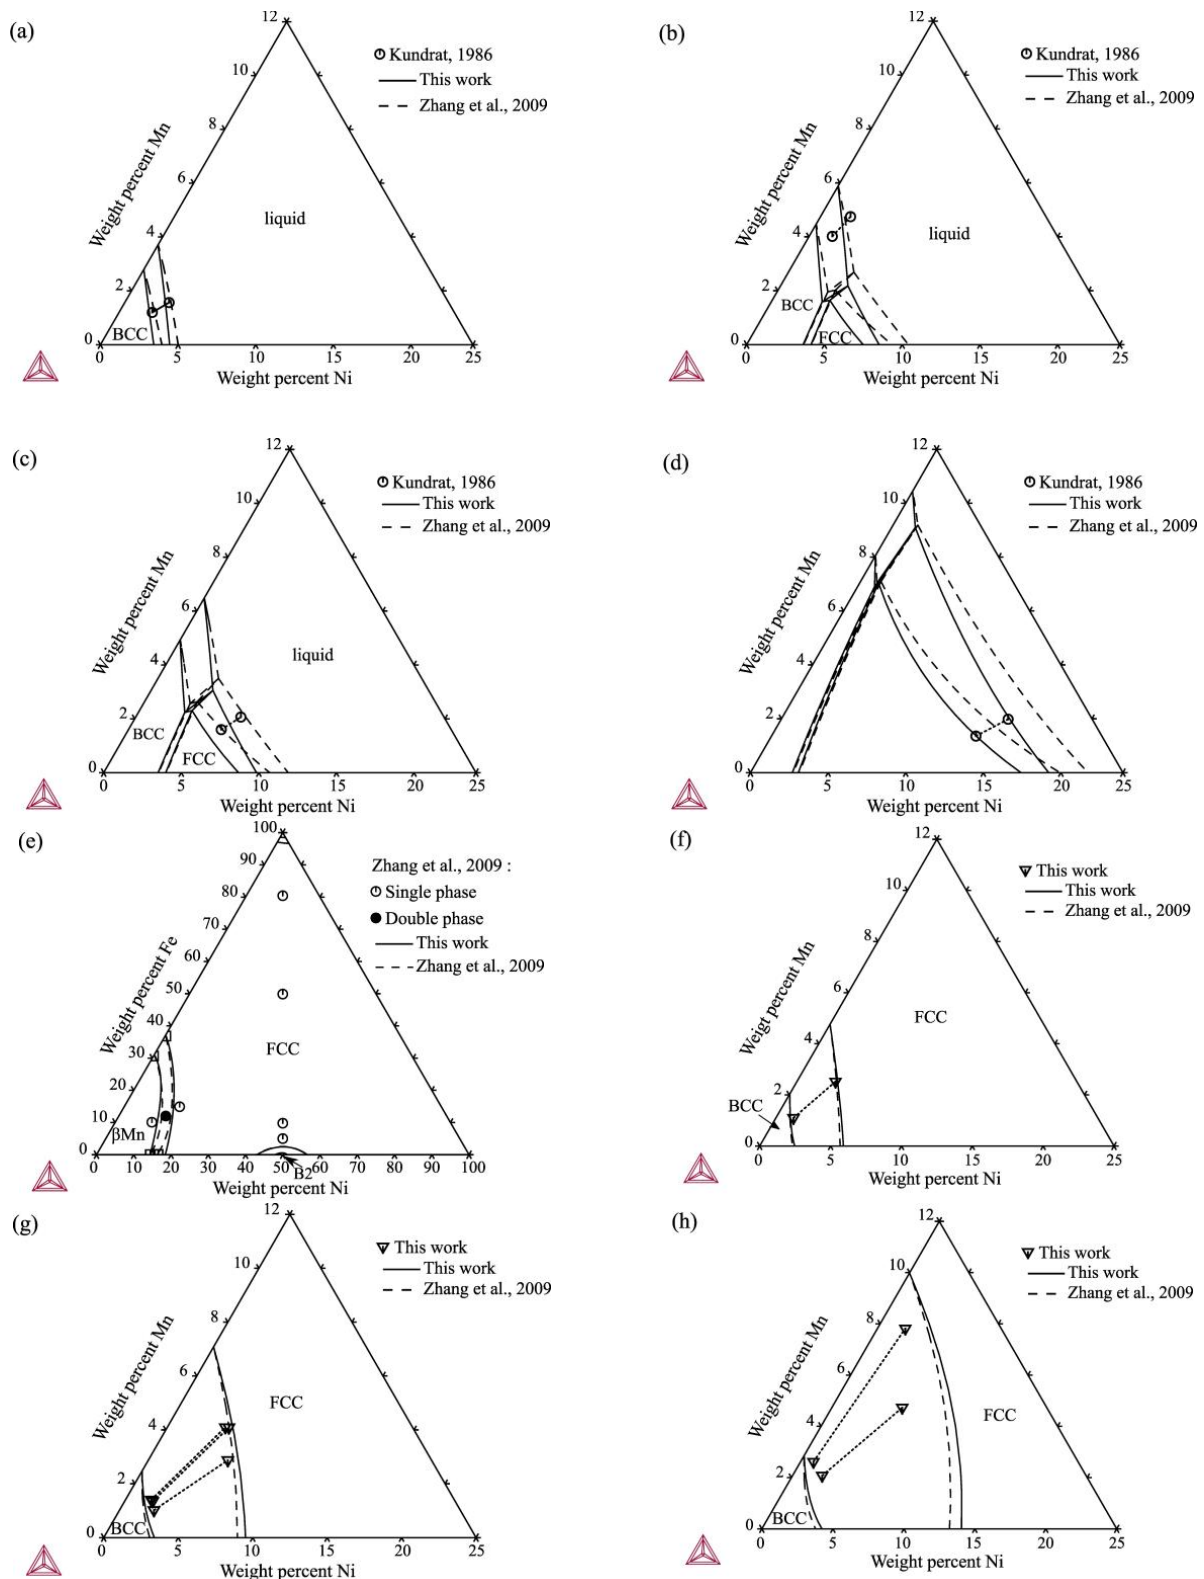 (a)
12
10
8
6
4
2
0
Weight percent Mn
Kundrat, 1986
This work
Zhang et al., 2009
liquid
BCC
0 5 10 15 20 25
Weight percent Ni
(b)
12
10
8
6
4
2
0
Weight percent Mn
Kundrat, 1986
This work
Zhang et al., 2009
liquid
BCC
FCC
0 5 10 15 20 25
Weight percent Ni
(c)
12
10
8
6
4
2
0
Weight percent Mn
Kundrat, 1986
This work
Zhang et al., 2009
liquid
BCC
FCC
0 5 10 15 20 25
Weight percent Ni
(d)
12
10
8
6
4
2
0
Weight percent Mn
Kundrat, 1986
This work
Zhang et al., 2009
0 5 10 15 20 25
Weight percent Ni
(e)
100
90
80
70
60
50
40
30
20
10
0
Weight percent Fe
Zhang et al., 2009 :
Single phase
Double phase
This work
Zhang et al., 2009
FCC
βMn
B2
0 10 20 30 40 50 60 70 80 90 100
Weight percent Ni
(f)
12
10
8
6
4
2
0
Weigt percent Mn
This work
This work
Zhang et al., 2009
FCC
BCC
0 5 10 15 20 25
Weight percent Ni
(g)
12
10
8
6
4
2
0
Weight percent Mn
This work
This work
Zhang et al., 2009
FCC
BCC
0 5 10 15 20 25
Weight percent Ni
(h)
12
10
8
6
4
2
0
Weight percent Mn
This work
This work
Zhang et al., 2009
FCC
BCC
0 5 10 15 20 25
Weight percent Ni